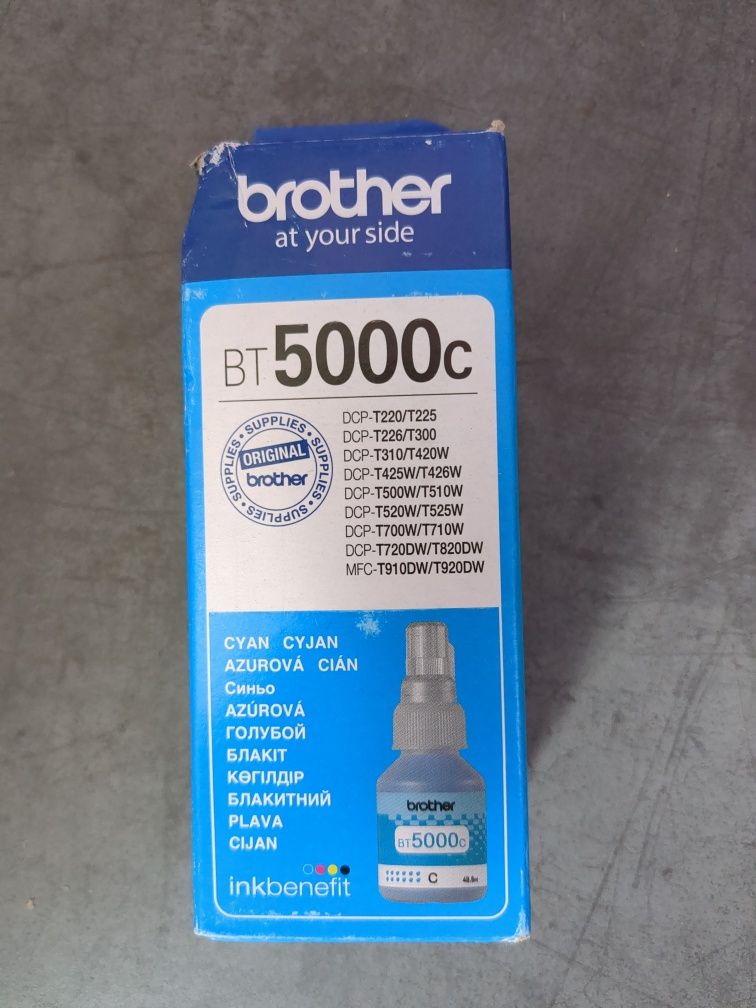 brother
at your side
BT5000C
SUPPLIES • SUPPLIES • SUPPLIES • SUPPLIES •
ORIGINAL
brother
DCP-T220/T225
DCP-T226/T300
DCP-T310/T420W
DCP-T425W/T426W
DCP-T500W/T510W
DCP-T520W/T525W
DCP-T700W/T710W
DCP-T720DW/T820DW
MFC-T910DW/T920DW
CYAN CYJAN
AZUROVÁ CIÁN
Синьо
AZÚROVÁ
ГОЛУБОЙ
БЛАКІТ
КӨГІЛДІР
БЛАКИТНИЙ
PLAVA
CIJAN
inkbenefit
brother
BT5000C
C